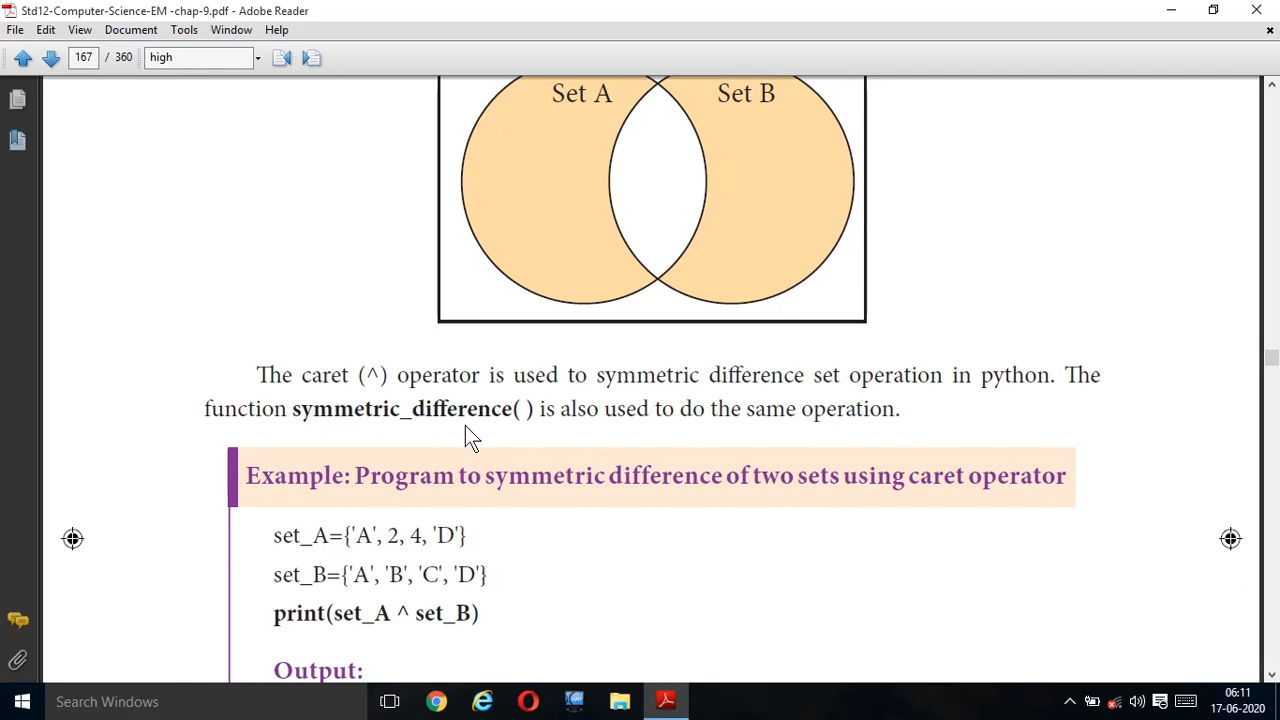 Std12-Computer-Science-EM -chap-9.pdf - Adobe Reader
File Edit View Document Tools Window Help
167 / 360 high
Set A Set B
The caret (^) operator is used to symmetric difference set operation in python. The
function symmetric_difference( ) is also used to do the same operation.
Example: Program to symmetric difference of two sets using caret operator
set_A={'A', 2, 4, 'D'}
set_B={'A', 'B', 'C', 'D'}
print(set_A ^ set_B)
Output:
Search Windows
06:11
17-06-2020